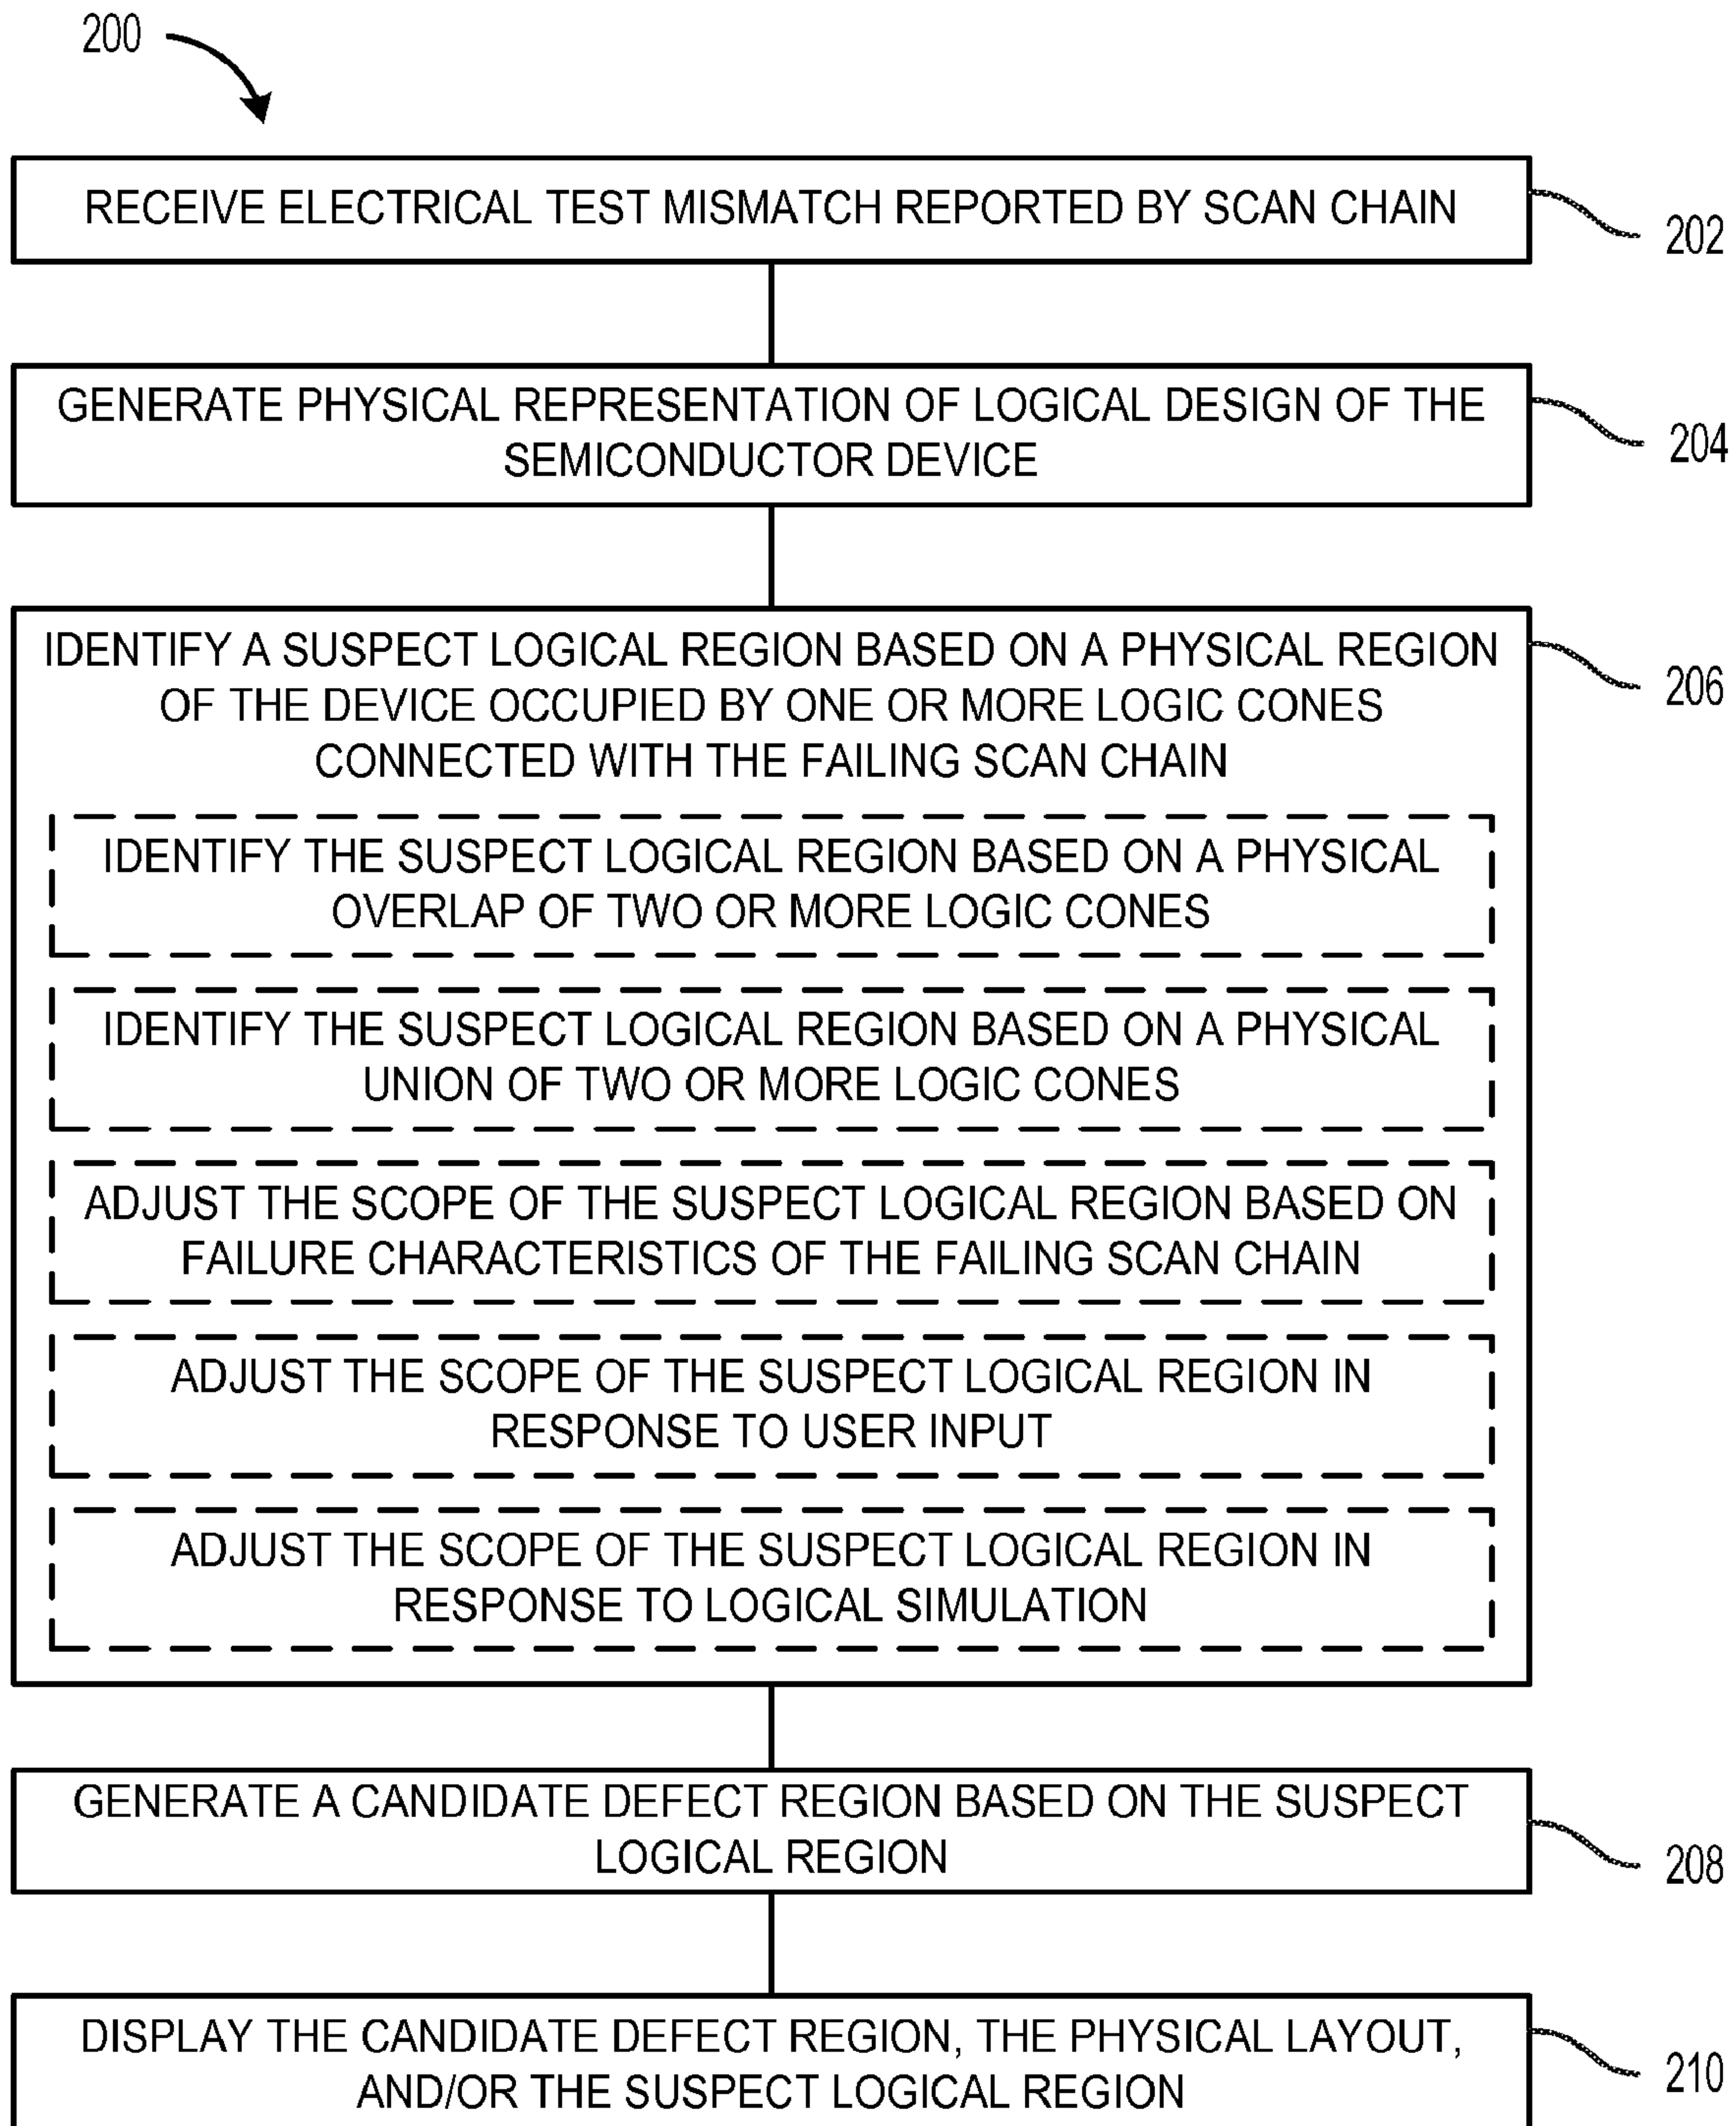 200
RECEIVE ELECTRICAL TEST MISMATCH REPORTED BY SCAN CHAIN
202
GENERATE PHYSICAL REPRESENTATION OF LOGICAL DESIGN OF THE
SEMICONDUCTOR DEVICE
204
IDENTIFY A SUSPECT LOGICAL REGION BASED ON A PHYSICAL REGION
OF THE DEVICE OCCUPIED BY ONE OR MORE LOGIC CONES
CONNECTED WITH THE FAILING SCAN CHAIN
206
IDENTIFY THE SUSPECT LOGICAL REGION BASED ON A PHYSICAL
OVERLAP OF TWO OR MORE LOGIC CONES
IDENTIFY THE SUSPECT LOGICAL REGION BASED ON A PHYSICAL
UNION OF TWO OR MORE LOGIC CONES
ADJUST THE SCOPE OF THE SUSPECT LOGICAL REGION BASED ON
FAILURE CHARACTERISTICS OF THE FAILING SCAN CHAIN
ADJUST THE SCOPE OF THE SUSPECT LOGICAL REGION IN
RESPONSE TO USER INPUT
ADJUST THE SCOPE OF THE SUSPECT LOGICAL REGION IN
RESPONSE TO LOGICAL SIMULATION
GENERATE A CANDIDATE DEFECT REGION BASED ON THE SUSPECT
LOGICAL REGION
208
DISPLAY THE CANDIDATE DEFECT REGION, THE PHYSICAL LAYOUT,
AND/OR THE SUSPECT LOGICAL REGION
210